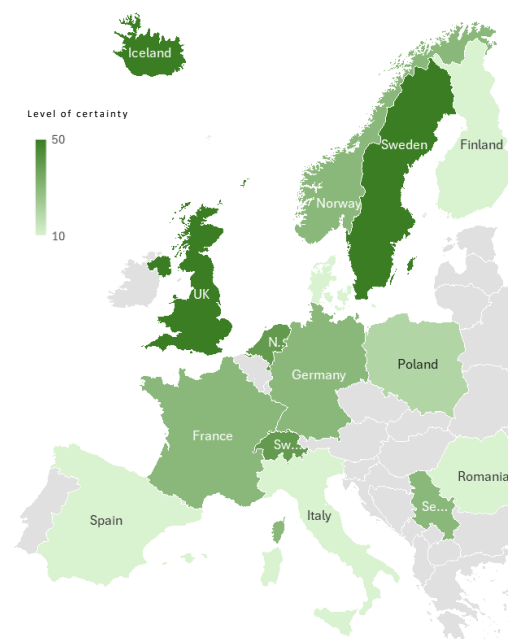 Iceland
Level of certainty
50
10
Sweden
Finland
Norway
UK
N...
Germany
Poland
France
Sw...
Romania
Se...
Spain
Italy